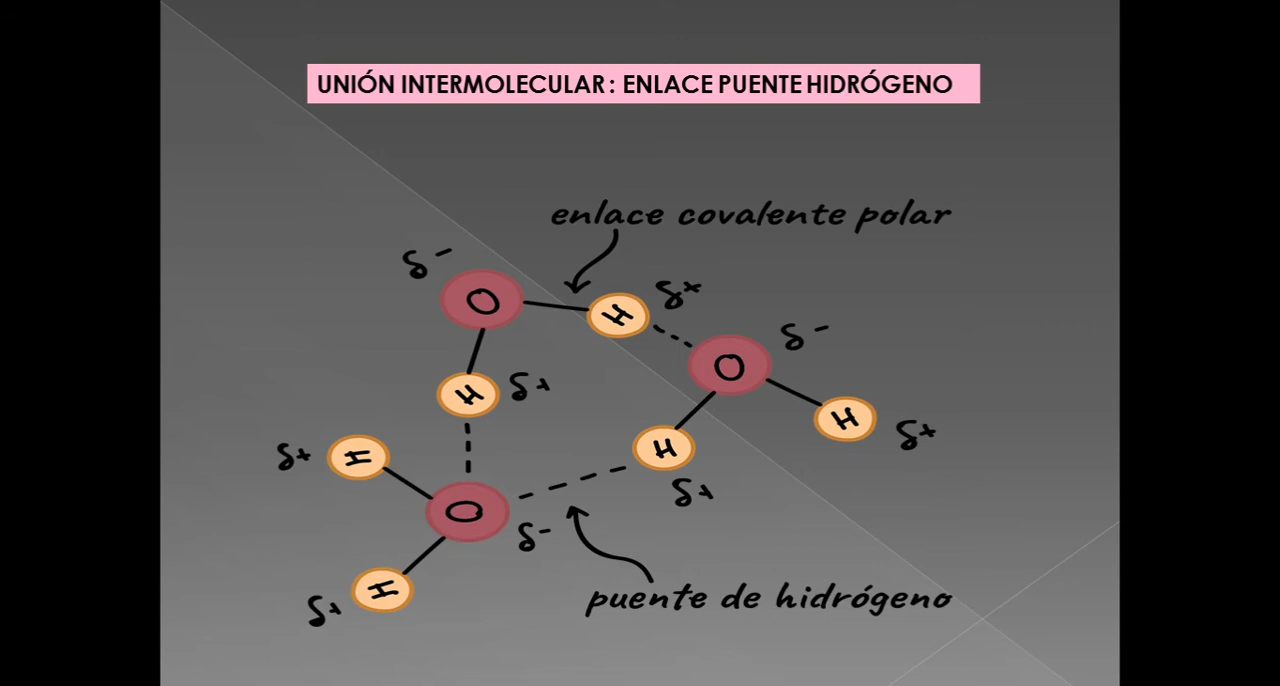 UNIÓN INTERMOLECULAR : ENLACE PUENTE HIDRÓGENO
enlace covalente polar
δ-
O
H
δ+
δ-
O
H
δ+
H
δ+
δ+
H
H
δ+
O
δ-
H
δ+
puente de hidrógeno